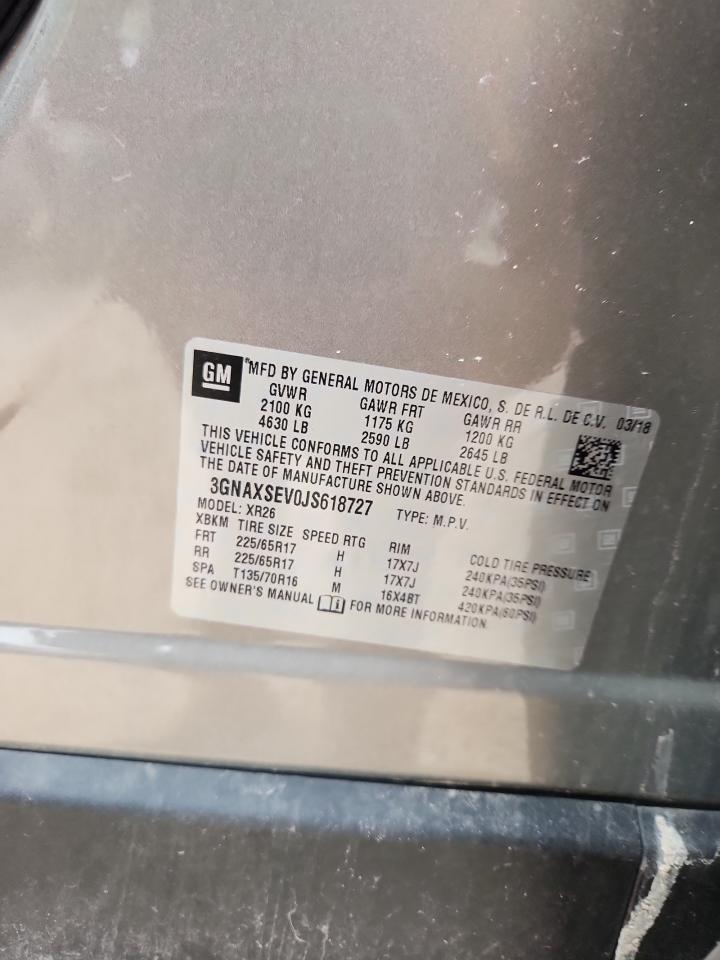 GM
®MFD BY GENERAL MOTORS DE MEXICO, S. DE R.L. DE C.V. 03/18
GVWR GAWR FRT GAWR RR
2100 KG 1175 KG 1200 KG
4630 LB 2590 LB 2645 LB
THIS VEHICLE CONFORMS TO ALL APPLICABLE U.S. FEDERAL MOTOR
VEHICLE SAFETY AND THEFT PREVENTION STANDARDS IN EFFECT ON
THE DATE OF MANUFACTURE SHOWN ABOVE.
3GNAXSEV0JS618727 TYPE: M.P.V.
MODEL: XR26
XBKM TIRE SIZE SPEED RTG RIM COLD TIRE PRESSURE
FRT 225/65R17 H 17X7J 240KPA(35PSI)
RR 225/65R17 H 17X7J 240KPA(35PSI)
SPA T135/70R16 M 16X4BT 420KPA(60PSI)
SEE OWNER'S MANUAL FOR MORE INFORMATION